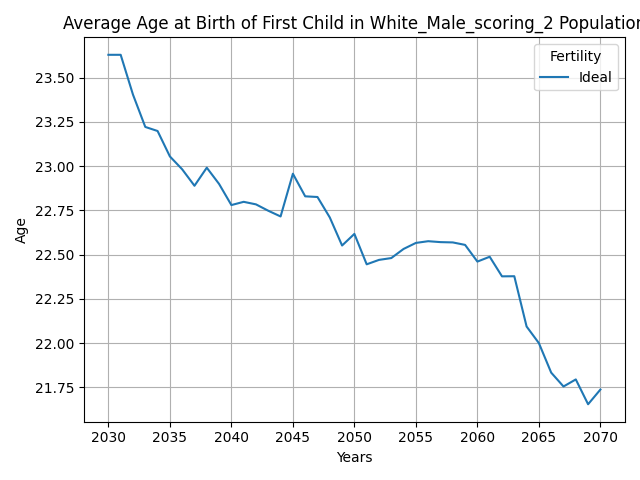 Average Age at Birth of First Child in White_Male_scoring_2 Population
Fertility
Ideal
Age
23.50
23.25
23.00
22.75
22.50
22.25
22.00
21.75
2030 2035 2040 2045 2050 2055 2060 2065 2070
Years